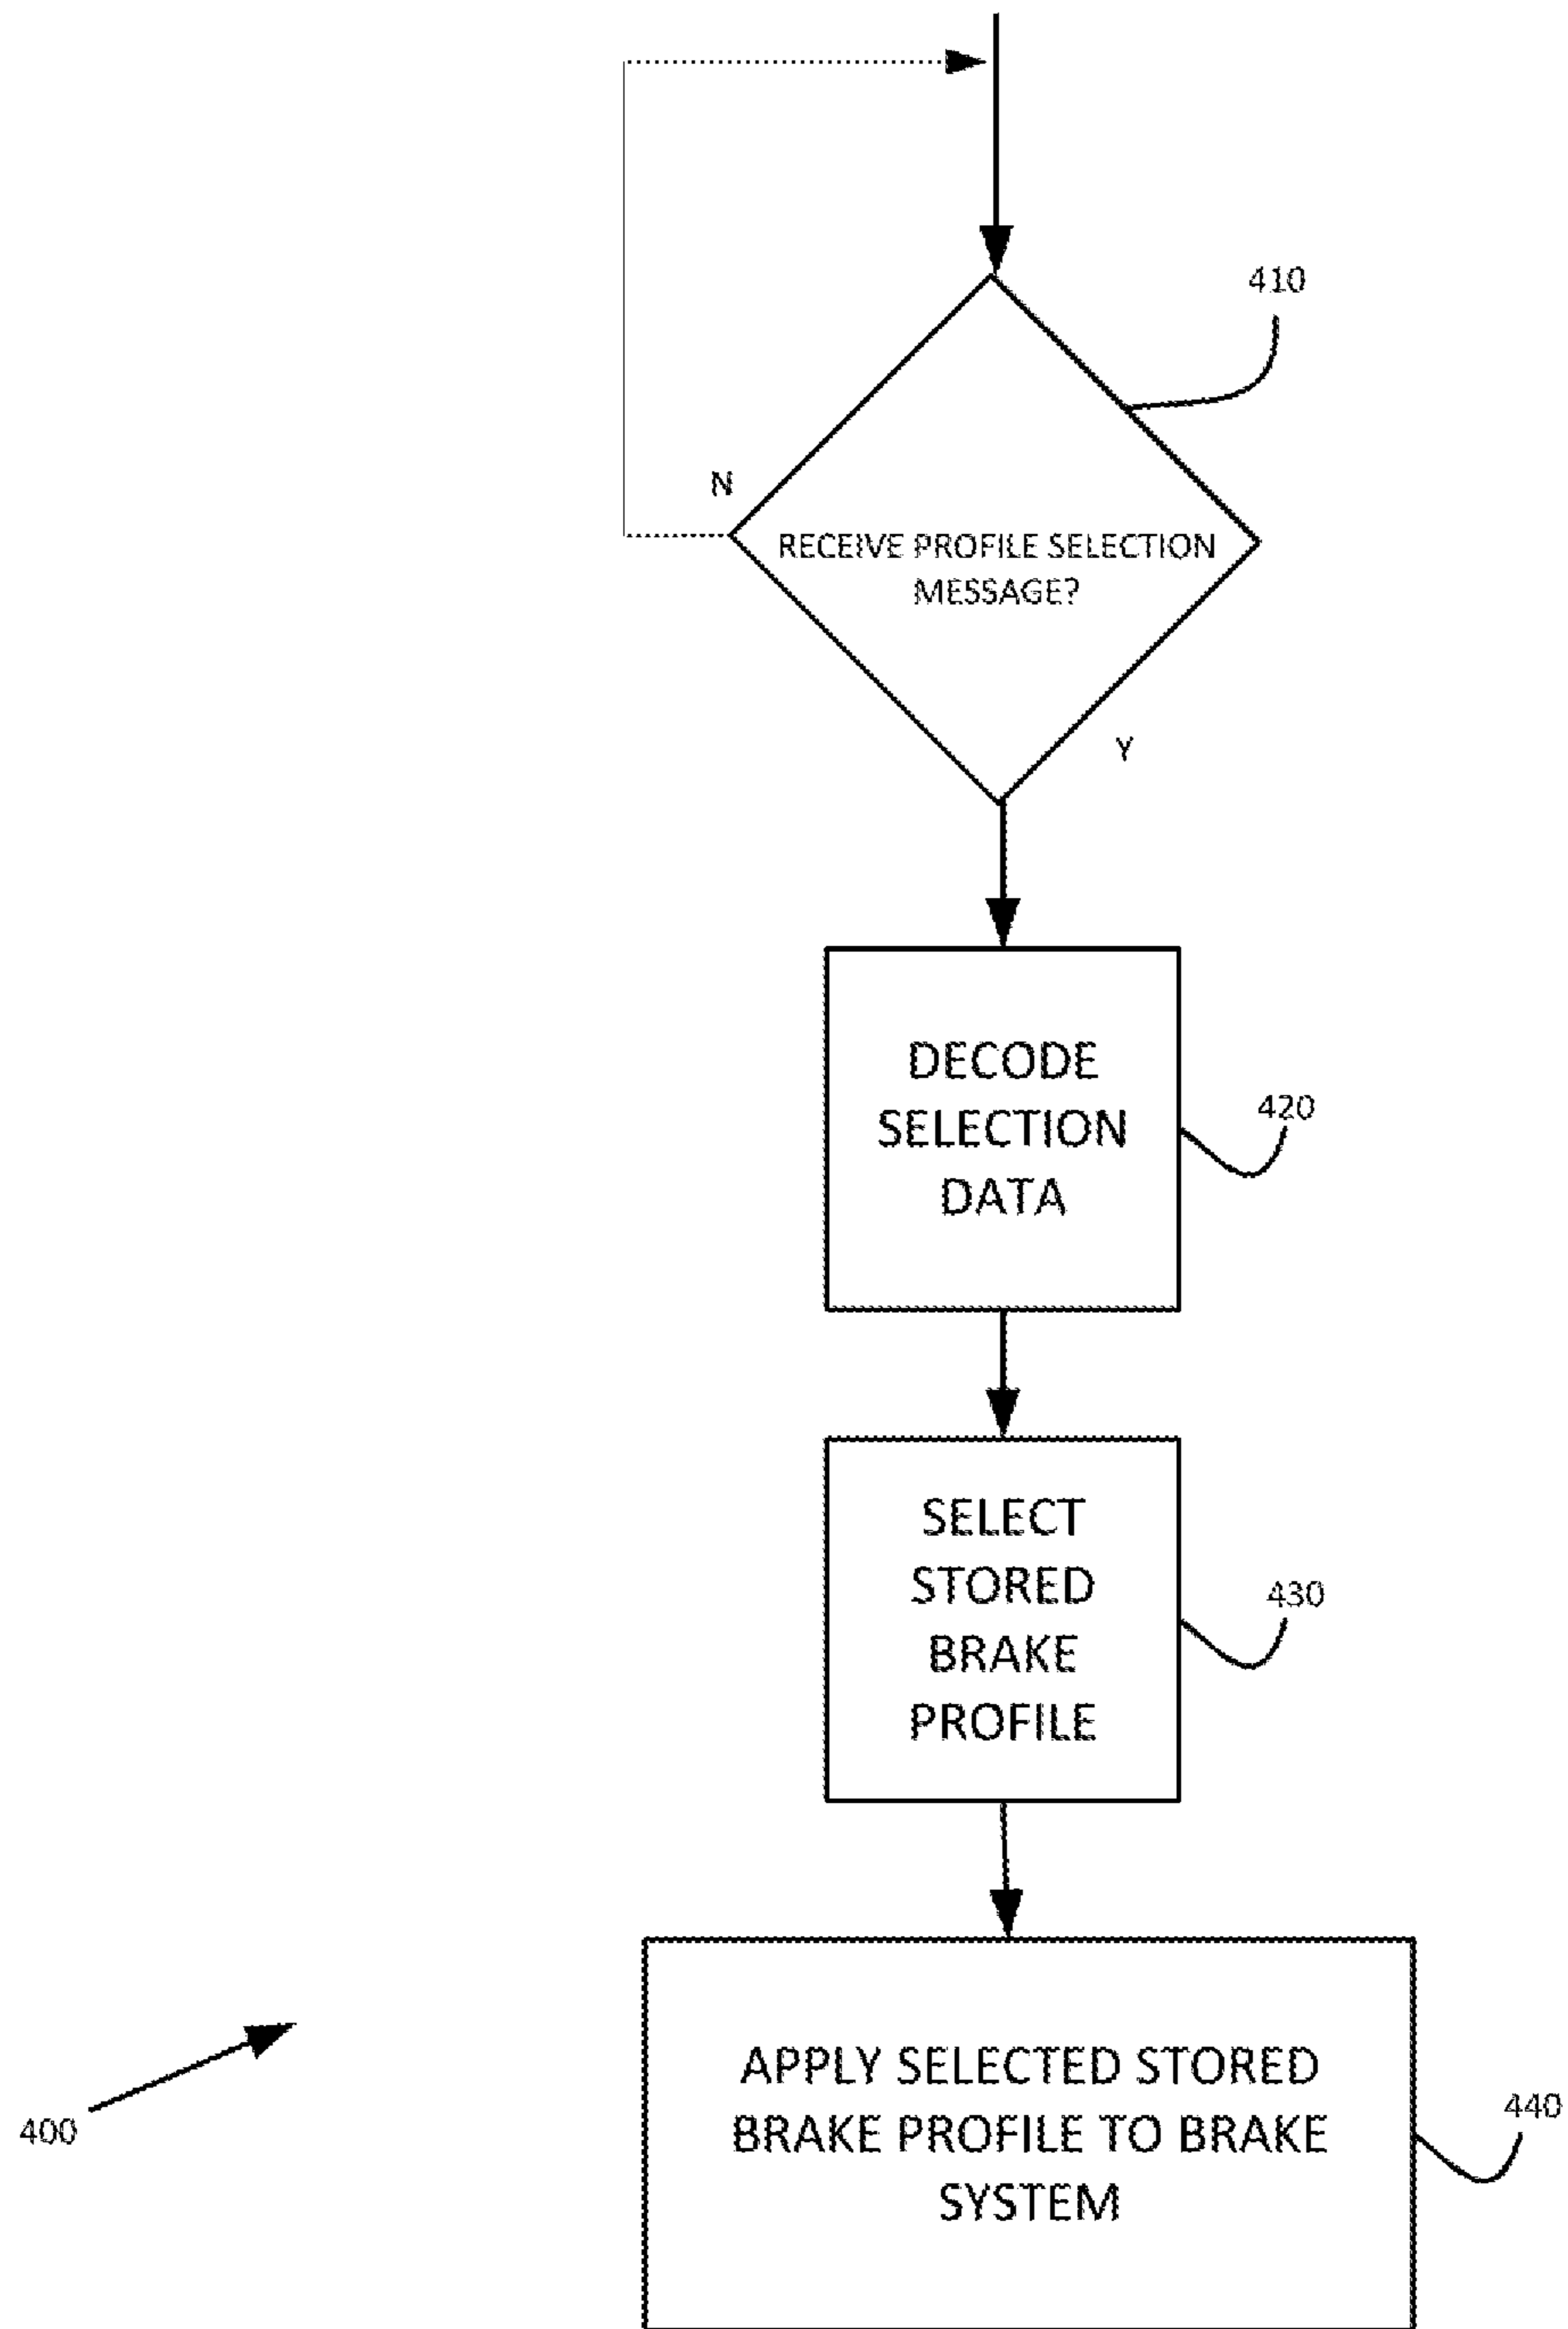 410
N
RECEIVE PROFILE SELECTION
MESSAGE?
Y
DECODE
SELECTION
DATA
420
SELECT
STORED
BRAKE
PROFILE
430
APPLY SELECTED STORED
BRAKE PROFILE TO BRAKE
SYSTEM
440
400